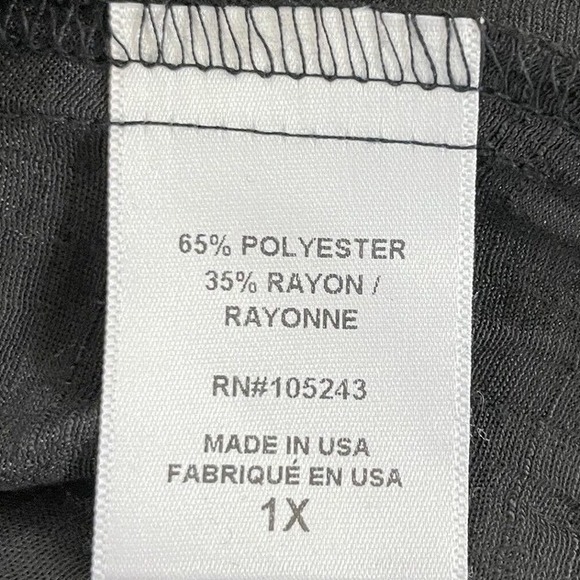 65% POLYESTER
35% RAYON /
RAYONNE
RN#105243
MADE IN USA
FABRIQUÉ EN USA
1X